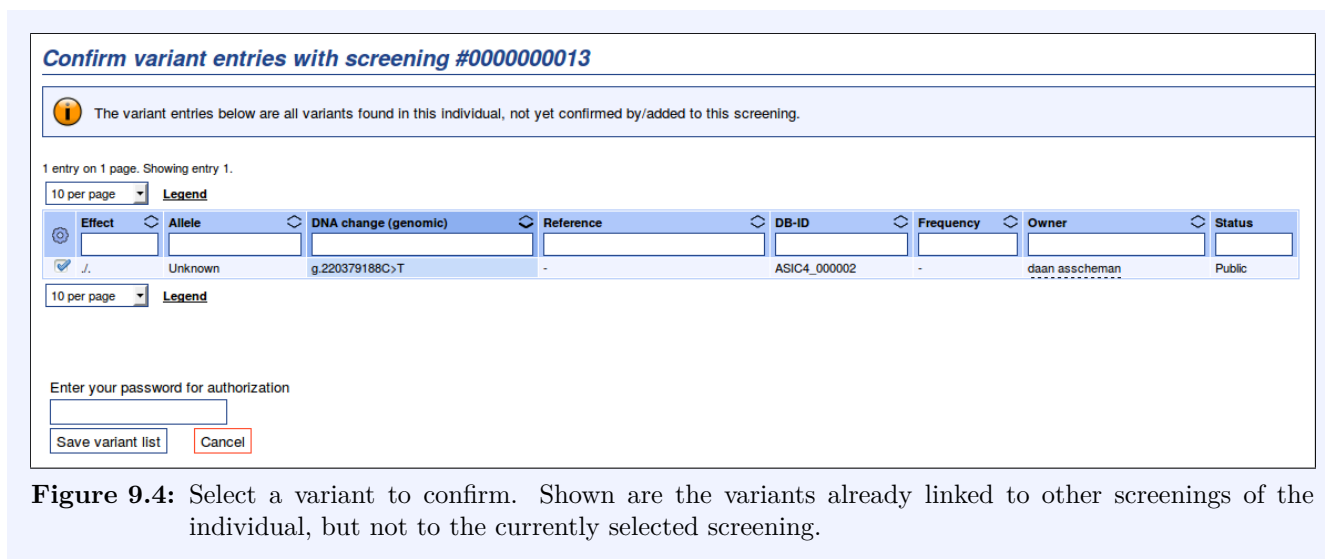 Confirm variant entries with screening #0000000013
The variant entries below are all variants found in this individual, not yet confirmed by/added to this screening.
1 entry on 1 page. Showing entry 1.
10 per page Legend
Effect Allele DNA change (genomic) Reference DB-ID Frequency Owner Status
./. Unknown g.220379188C>T - ASIC4_000002 - daan asscheman Public
10 per page Legend
Enter your password for authorization
Save variant list Cancel
Figure 9.4: Select a variant to confirm. Shown are the variants already linked to other screenings of the
individual, but not to the currently selected screening.